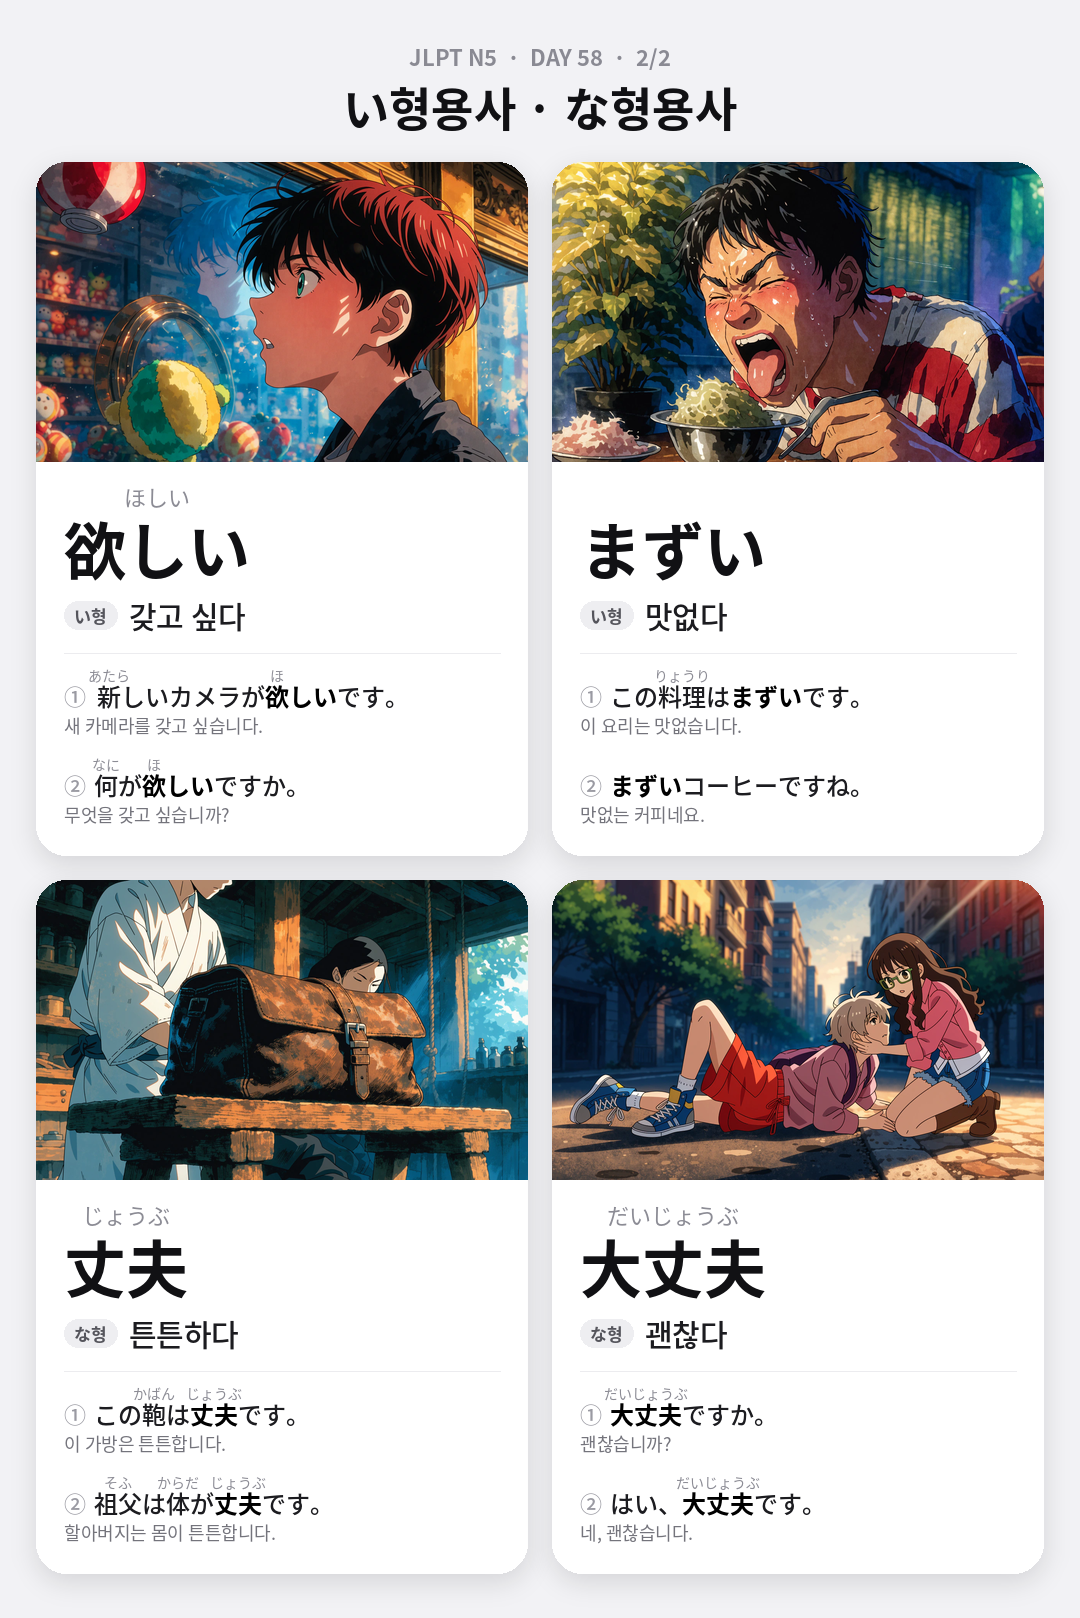 JLPT N5 · DAY 58 · 2/2
い형용사 · な형용사
ほしい
欲しい
い형 갖고 싶다
あたら ほ
① 新しいカメラが欲しいです。
새 카메라를 갖고 싶습니다.
なに ほ
② 何が欲しいですか。
무엇을 갖고 싶습니까?
まずい
い형 맛없다
りょうり
① この料理はまずいです。
이 요리는 맛없습니다.
② まずいコーヒーですね。
맛없는 커피네요.
じょうぶ
丈夫
な형 튼튼하다
かばん じょうぶ
① この鞄は丈夫です。
이 가방은 튼튼합니다.
そふ からだ じょうぶ
② 祖父は体が丈夫です。
할아버지는 몸이 튼튼합니다.
だいじょうぶ
大丈夫
な형 괜찮다
だいじょうぶ
① 大丈夫ですか。
괜찮습니까?
だいじょうぶ
② はい、大丈夫です。
네, 괜찮습니다.